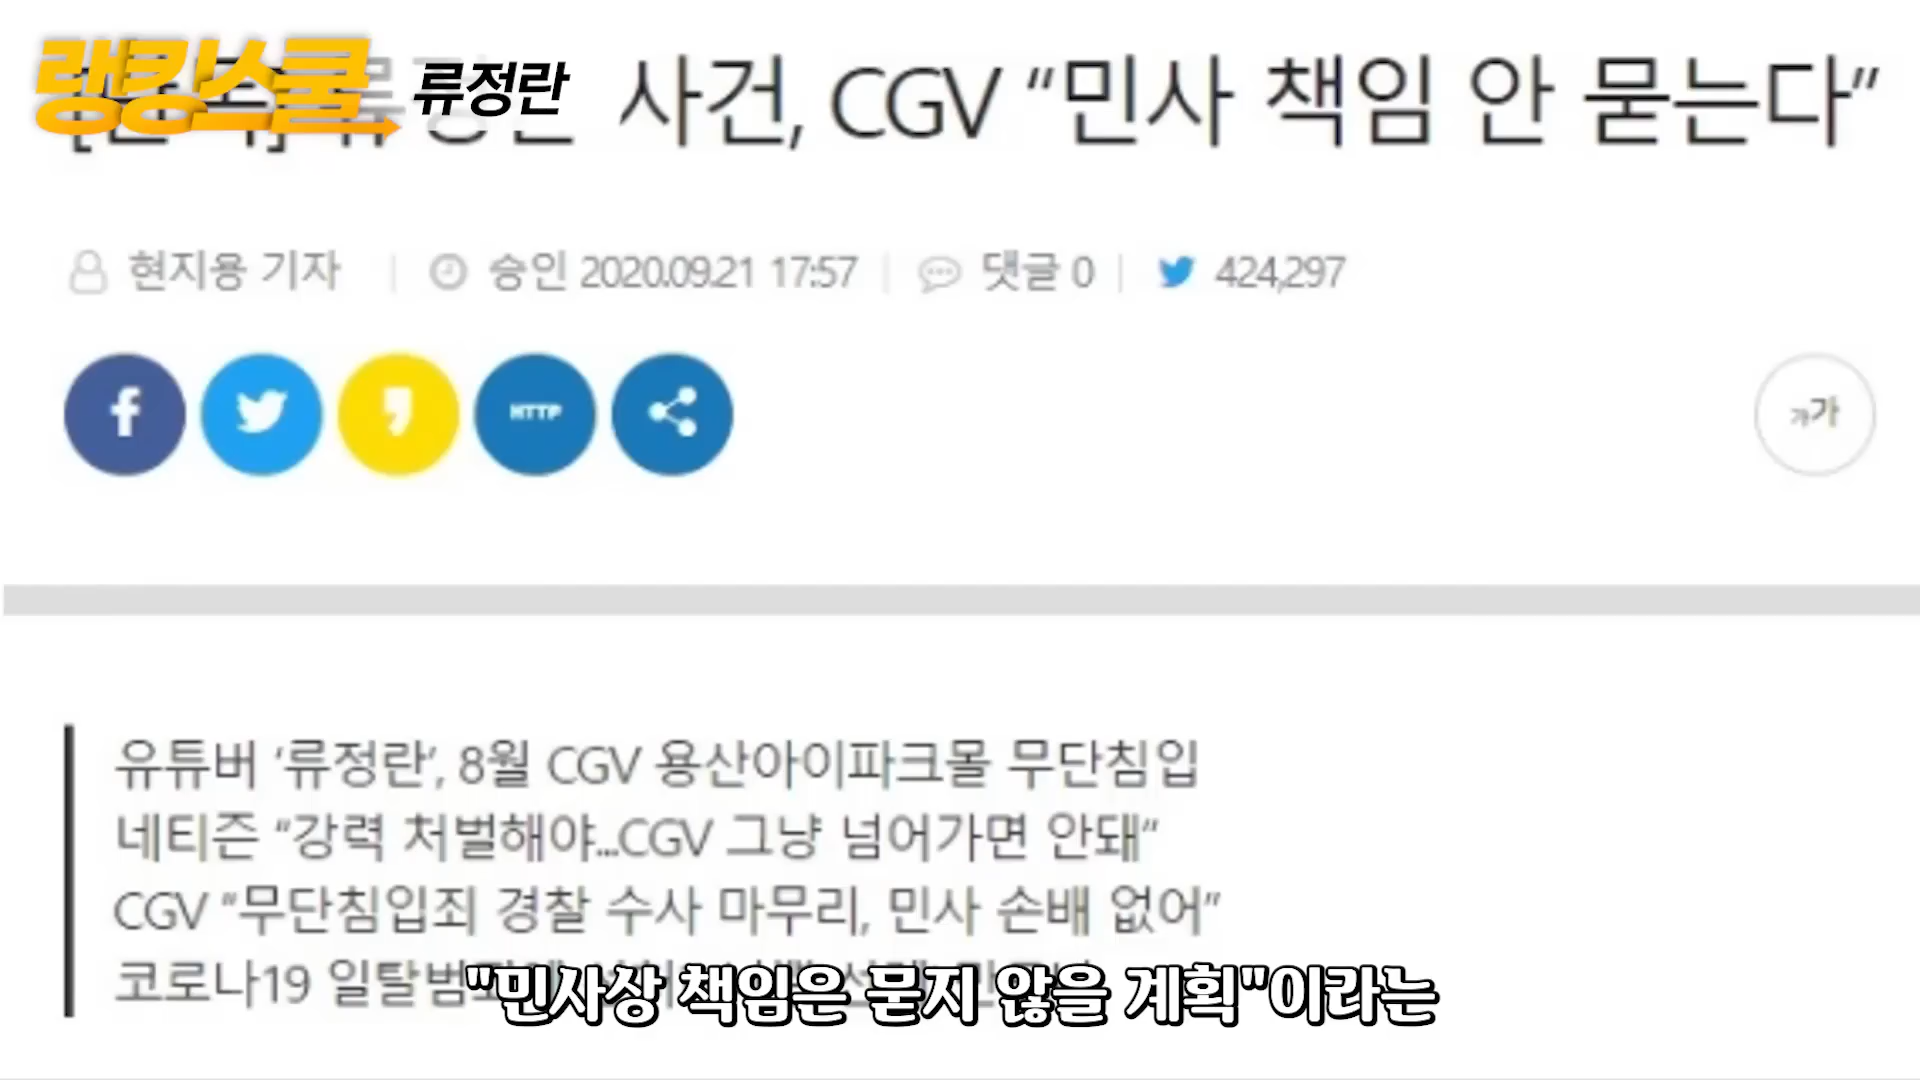 랭킹스쿨 류정란
사건, CGV “민사 책임 안 묻는다”
현지용 기자 | 승인 2020.09.21 17:57 | 댓글 0 | 424,297
HTTP
가가
유튜버 ‘류정란’, 8월 CGV 용산아이파크몰 무단침입
네티즌 “강력 처벌해야...CGV 그냥 넘어가면 안돼”
CGV “무단침입죄 경찰 수사 마무리, 민사 손배 없어”
코로나19
"민사상 책임은 묻지 않을 계획"이라는